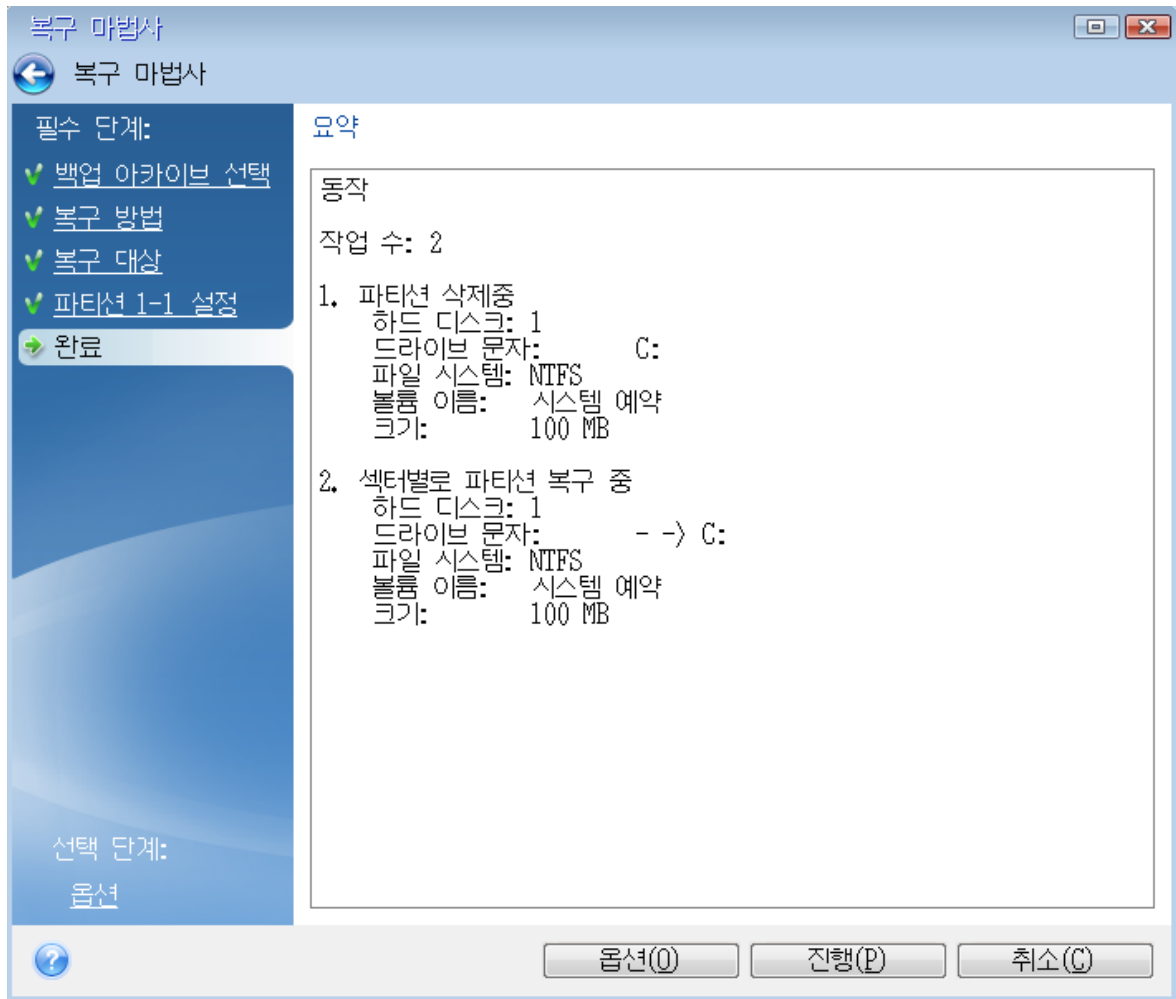 복구 마법사
복구 마법사
필수 단계:
백업 아카이브 선택
복구 방법
복구 대상
파티션 1-1 설정
완료
선택 단계:
옵션
요약
동작
작업 수: 2
1. 파티션 삭제중
하드 디스크: 1
드라이브 문자: C:
파일 시스템: NTFS
볼륨 이름: 시스템 예약
크기: 100 MB
2. 섹터별로 파티션 복구 중
하드 디스크: 1
드라이브 문자: - -> C:
파일 시스템: NTFS
볼륨 이름: 시스템 예약
크기: 100 MB
옵션(O) 진행(P) 취소(C)